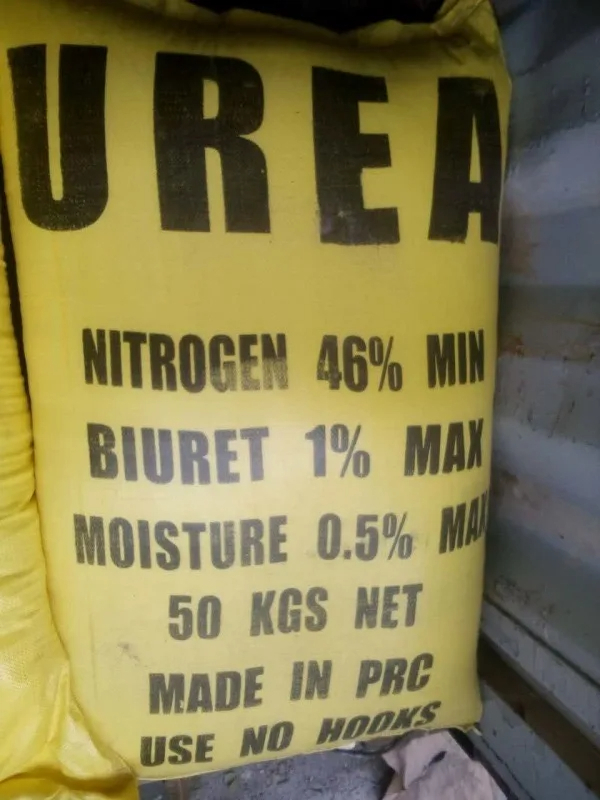 UREA
NITROGEN 46% MIN
BIURET 1% MAX
MOISTURE 0.5% MAX
50 KGS NET
MADE IN PRC
USE NO HOOKS